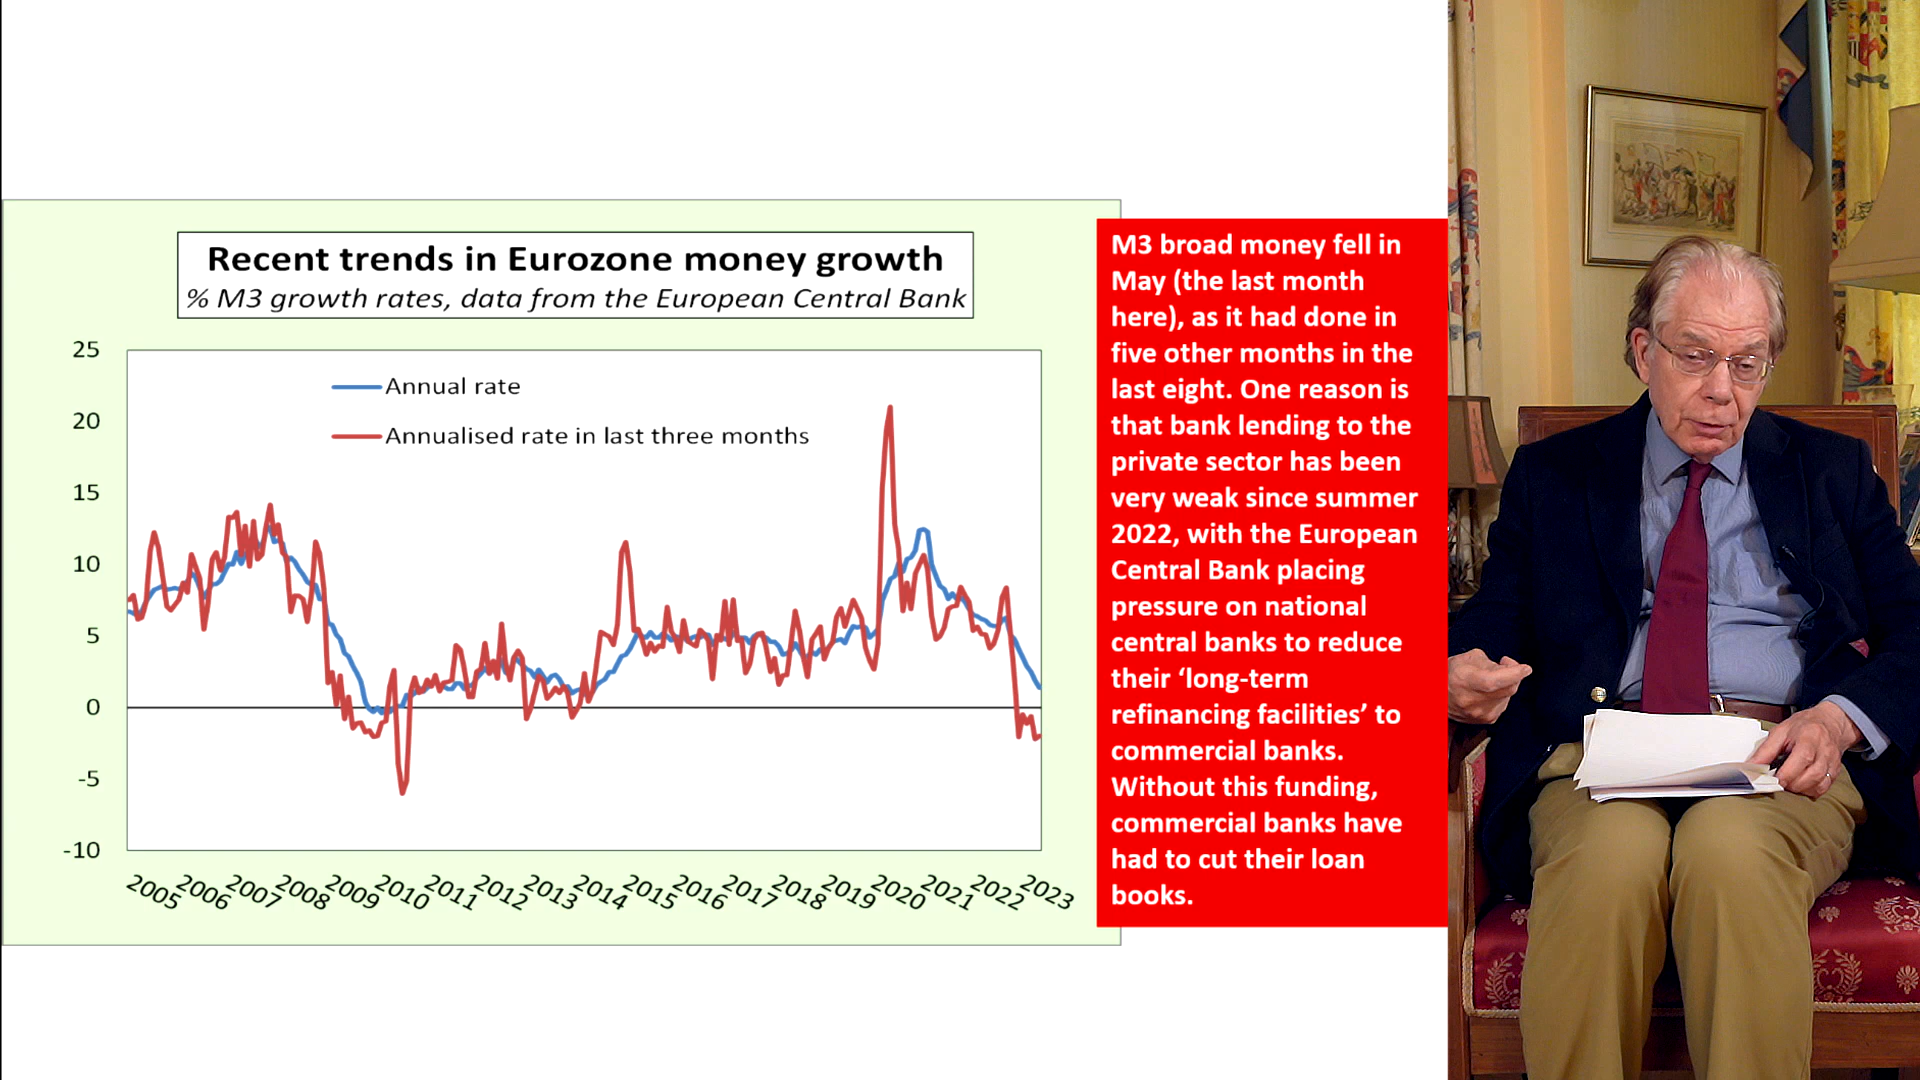 Recent trends in Eurozone money growth
% M3 growth rates, data from the European Central Bank
25
20
15
10
5
0
-5
-10
Annual rate
Annualised rate in last three months
2005 2006 2007 2008 2009 2010 2011 2012 2013 2014 2015 2016 2017 2018 2019 2020 2021 2022 2023
M3 broad money fell in
May (the last month
here), as it had done in
five other months in the
last eight. One reason is
that bank lending to the
private sector has been
very weak since summer
2022, with the European
Central Bank placing
pressure on national
central banks to reduce
their ‘long-term
refinancing facilities’ to
commercial banks.
Without this funding,
commercial banks have
had to cut their loan
books.